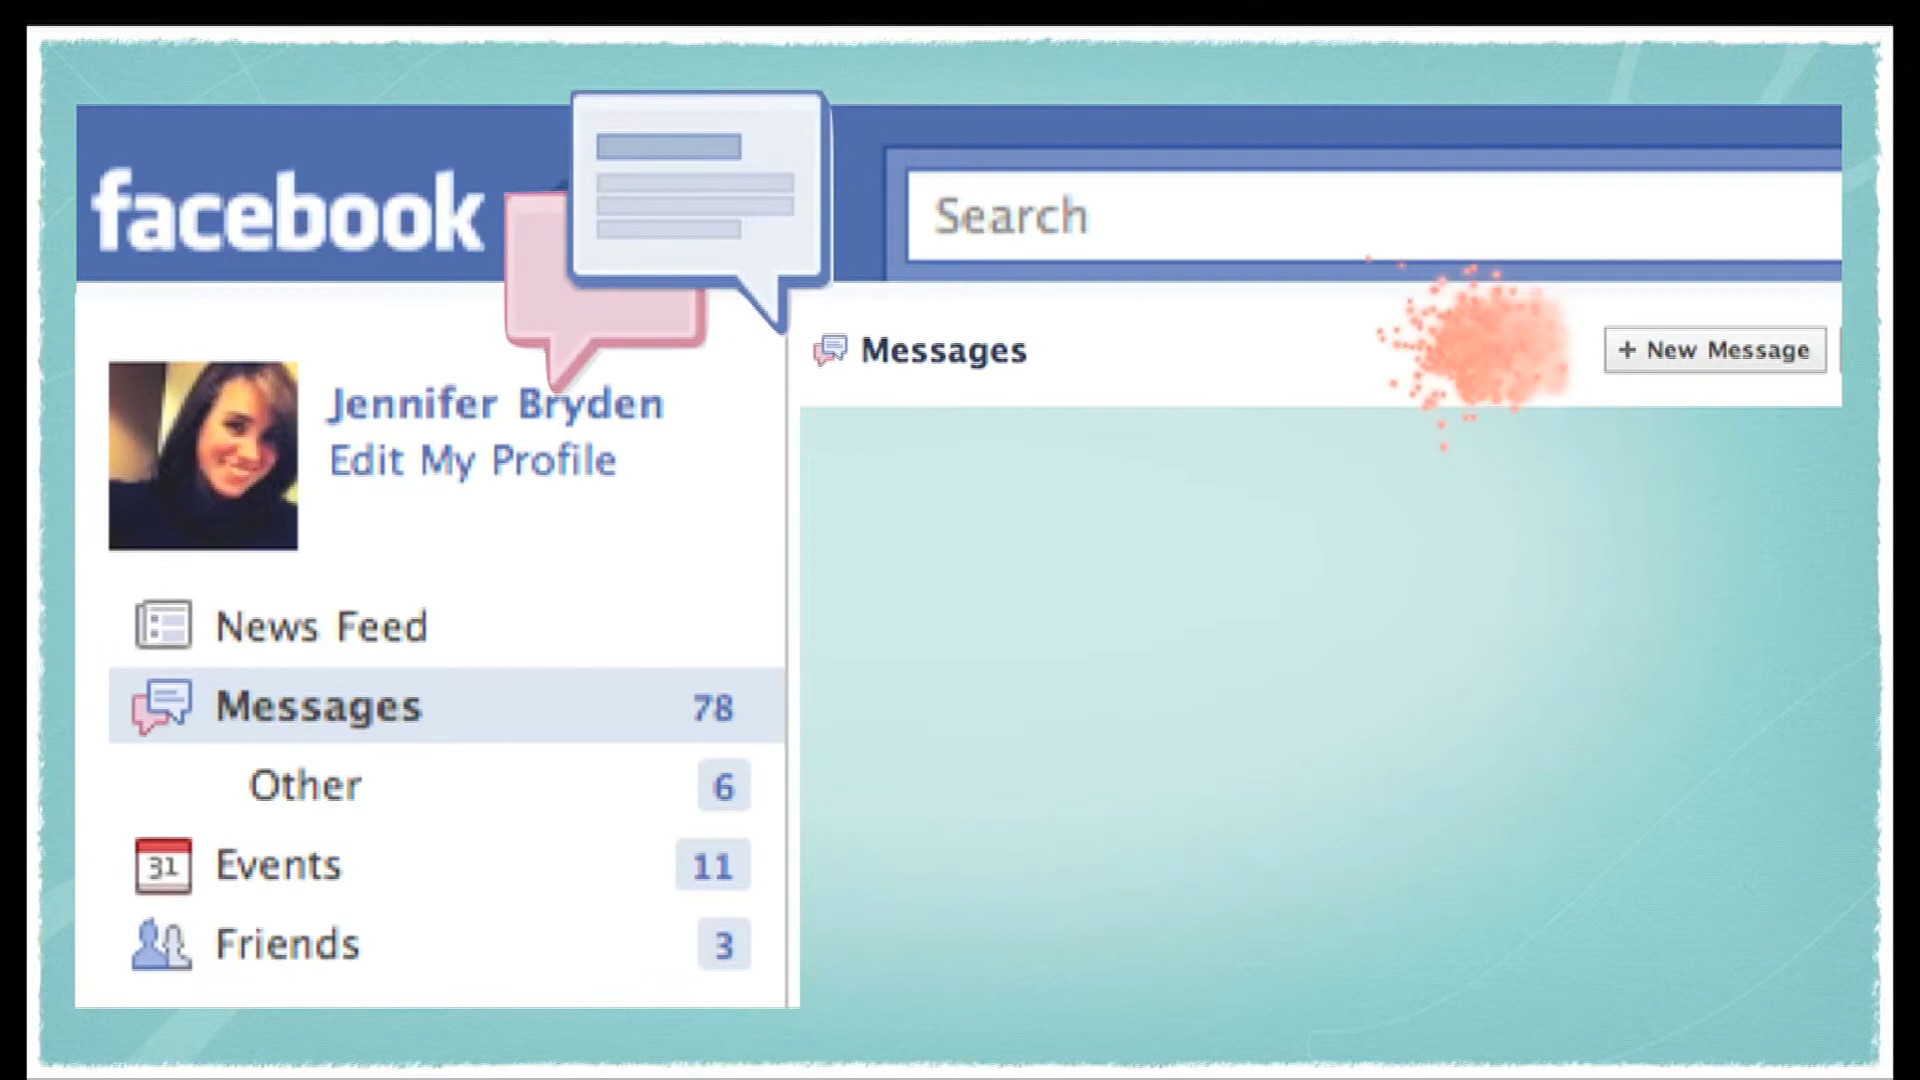 facebook
Search
Messages
+ New Message
Jennifer Bryden
Edit My Profile
News Feed
Messages 78
Other 6
31 Events 11
Friends 3